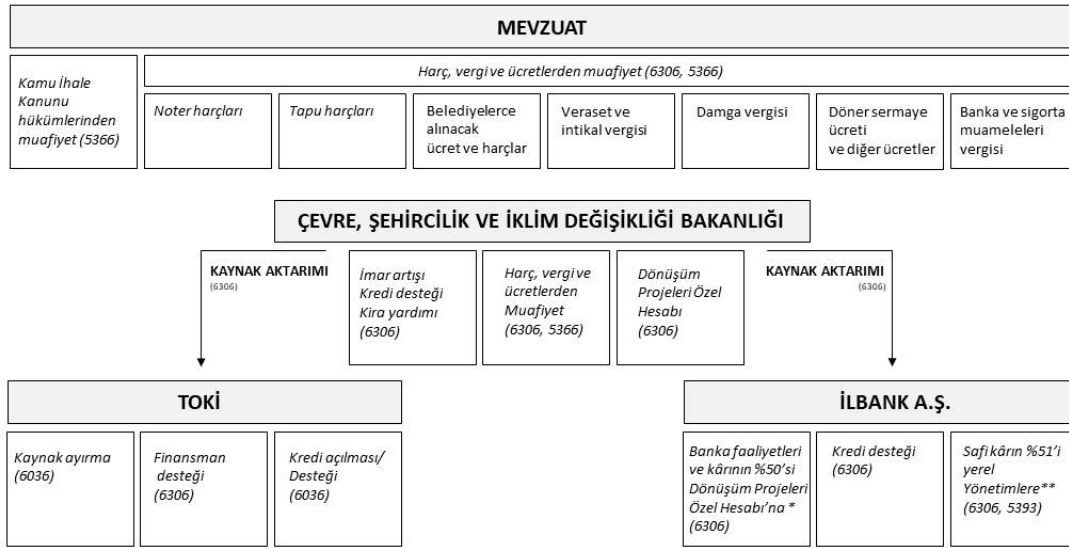 MEVZUAT
Kamu İhale
Kanunu
hükümlerinden
muafiyet (5366)
Harç, vergi ve ücretlerden muafiyet (6306, 5366)
Noter harçları
Tapu harçları
Belediyelerce
alınacak
ücret ve harçlar
Veraset ve
intikal vergisi
Damga vergisi
Döner sermaye
ücreti
ve diğer ücretler
Banka ve sigorta
muameleleri
vergisi
ÇEVRE, ŞEHİRCİLİK VE İKLİM DEĞİŞİKLİĞİ BAKANLIĞI
KAYNAK AKTARIMI
(6306)
İmar artışı
Kredi desteği
Kira yardımı
(6306)
Harç, vergi ve
ücretlerden
Muafiyet
(6306, 5366)
Dönüşüm
Projeleri Özel
Hesabı
(6306)
KAYNAK AKTARIMI
(6306)
TOKİ
Kaynak ayırma
(6036)
Finansman
desteği
(6306)
Kredi açılması/
Desteği
(6036)
İLBANK A.Ş.
Banka faaliyetleri
ve kârının %50'si
Dönüşüm Projeleri
Özel Hesabı'na *
(6306)
Kredi desteği
(6306)
Safi kârın %51'i
yerel
Yönetimlere**
(6306, 5393)